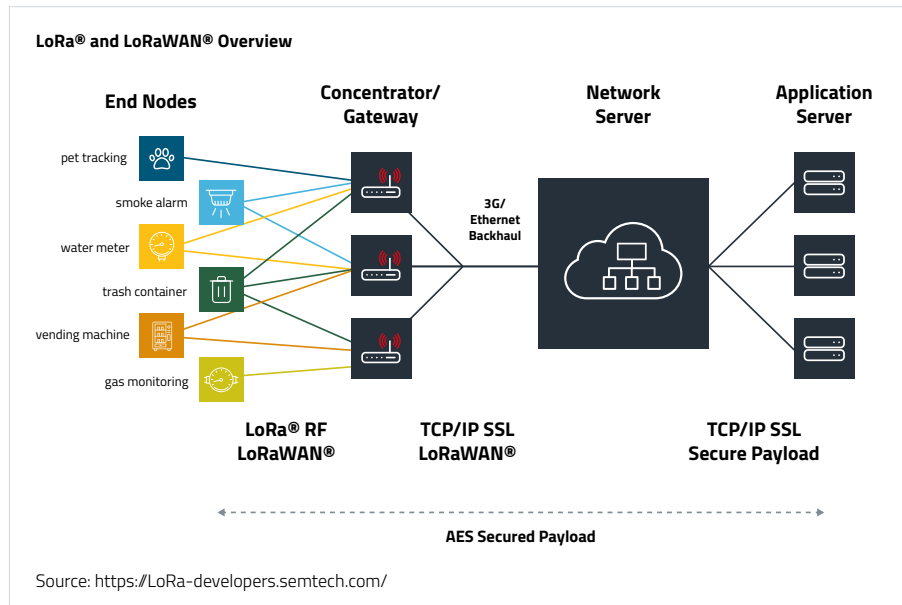 LoRa® and LoRaWAN® Overview
End Nodes
Concentrator/
Gateway
Network
Server
Application
Server
pet tracking
smoke alarm
water meter
trash container
vending machine
gas monitoring
3G/
Ethernet
Backhaul
LoRa® RF
LoRaWAN®
TCP/IP SSL
LoRaWAN®
TCP/IP SSL
Secure Payload
AES Secured Payload
Source: https://LoRa-developers.semtech.com/